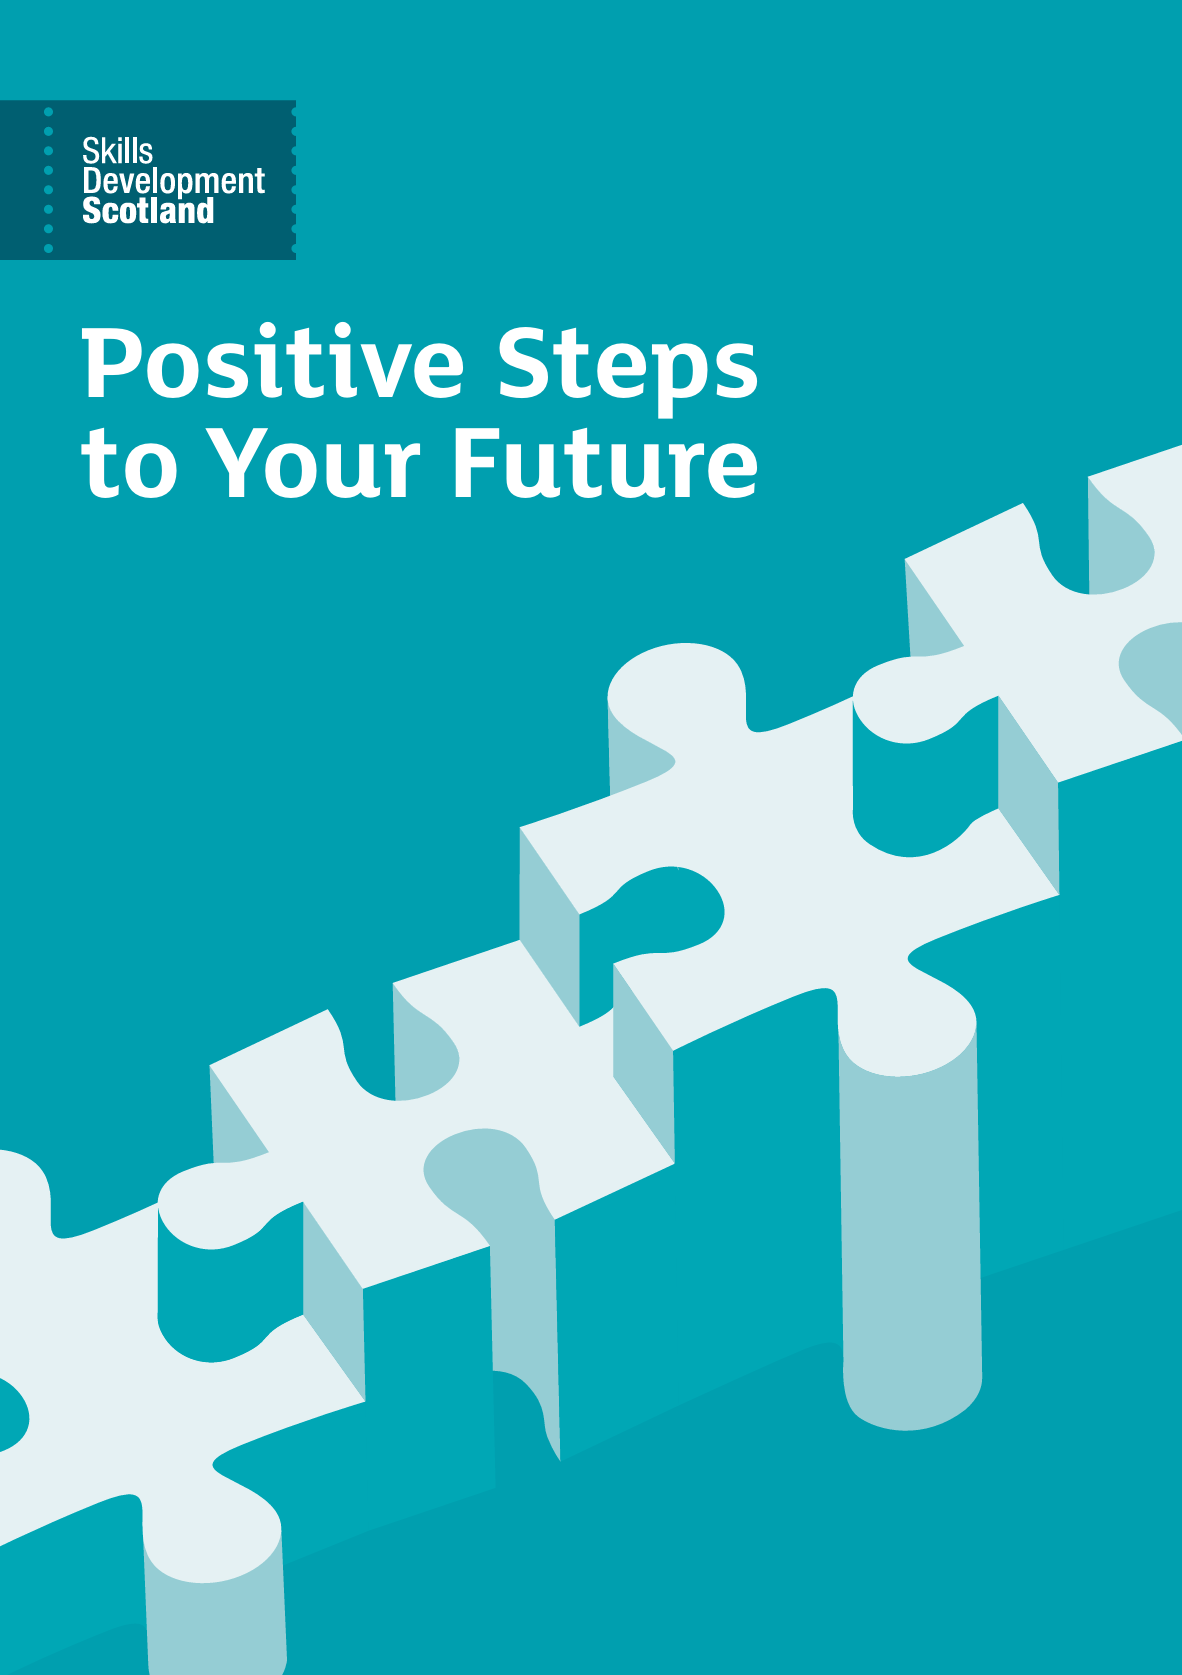 Skills
Development
Scotland
Positive Steps
to Your Future